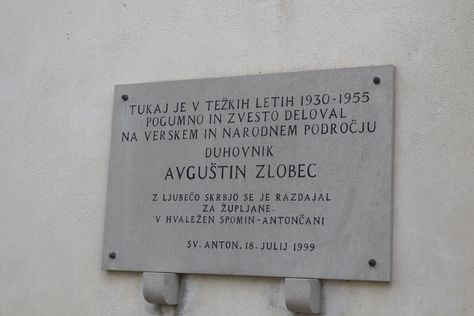 TUKAJ JE V TEŽKIH LETIH 1930-1955
POGUMNO IN ZVESTO DELOVAL
NA VERSKEM IN NARODNEM PODROČJU
DUHOVNIK
AVGUŠTIN ZLOBEC
Z LJUBEČO SKRBJO SE JE RAZDAJAL
ZA ŽUPLJANE.
V HVALEŽEN SPOMIN-ANTONČANI
SV. ANTON, 18. JULIJ 1999